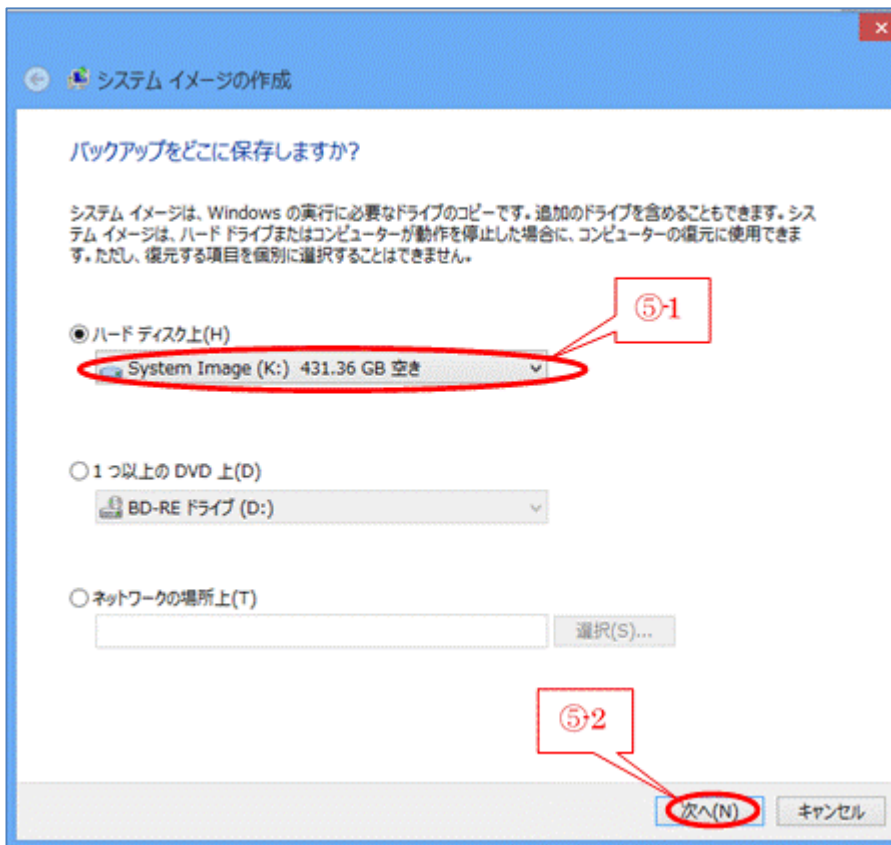 システム イメージの作成
バックアップをどこに保存しますか?
システム イメージは、Windows の実行に必要なドライブのコピーです。追加のドライブを含めることもできます。シス
テム イメージは、ハード ドライブまたはコンピューターが動作を停止した場合に、コンピューターの復元に使用できま
す。ただし、復元する項目を個別に選択することはできません。
⑤-1
ハード ディスク上(H)
System Image (K:) 431.36 GB 空き
1 つ以上の DVD 上(D)
BD-RE ドライブ (D:)
ネットワークの場所上(T)
選択(S)...
⑤-2
次へ(N) キャンセル